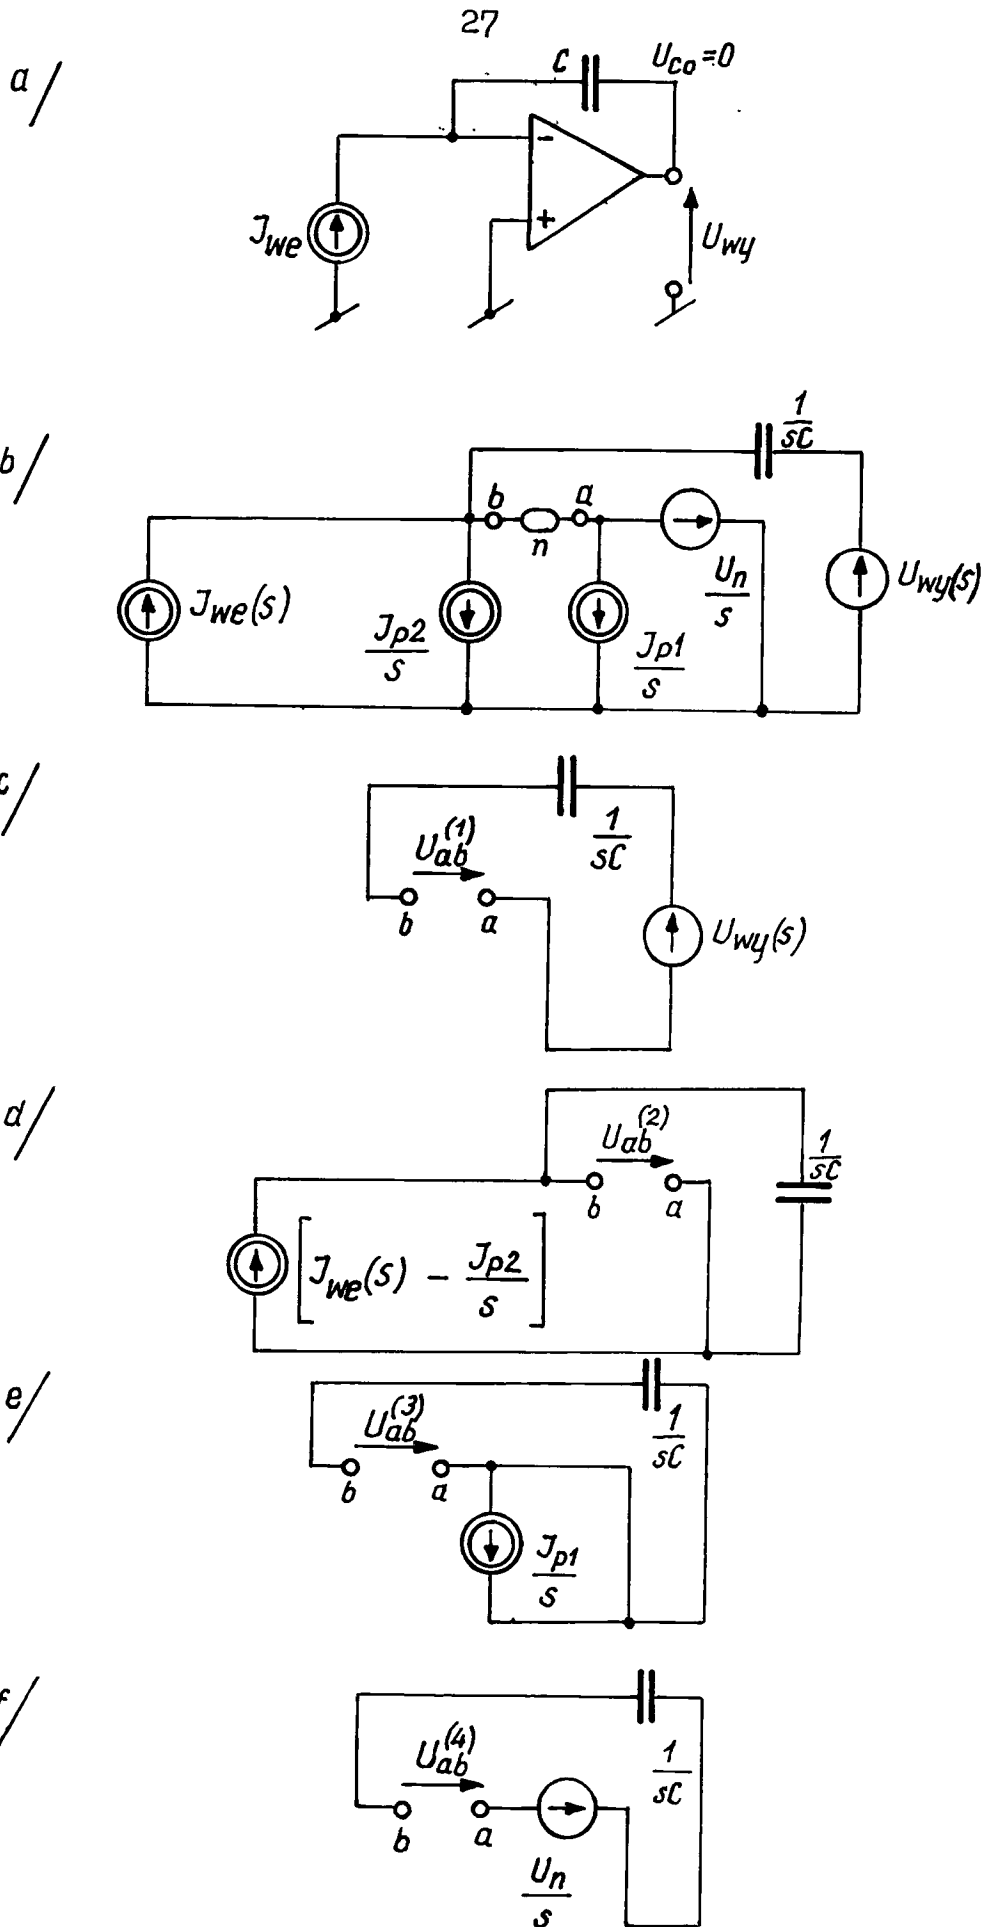 27
a/
C
U_co=0
-
+
J_we
U_wy
b/
1/sC
b
a
n
U_n/s
J_we(s)
J_p2/s
J_p1/s
U_wy(s)
c/
U_ab^(1)
1/sC
b
a
U_wy(s)
d/
U_ab^(2)
1/sC
b
a
[J_we(s) - J_p2/s]
e/
U_ab^(3)
1/sC
b
a
J_p1/s
f/
U_ab^(4)
1/sC
b
a
U_n/s